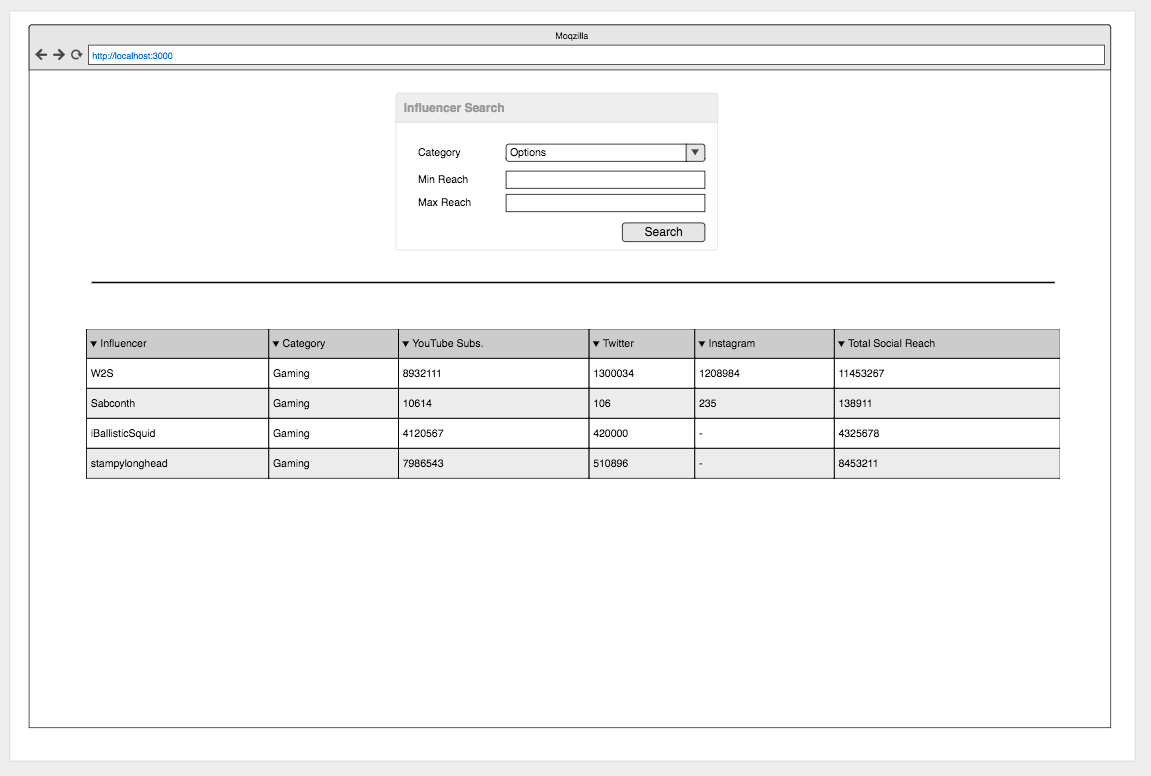 Moqzilla
http://localhost:3000
Influencer Search
Category Options
Min Reach
Max Reach
Search
Influencer Category YouTube Subs. Twitter Instagram Total Social Reach
W2S Gaming 8932111 1300034 1208984 11453267
Sabconth Gaming 10614 106 235 138911
iBallisticSquid Gaming 4120567 420000 - 4325678
stampylonghead Gaming 7986543 510896 - 8453211